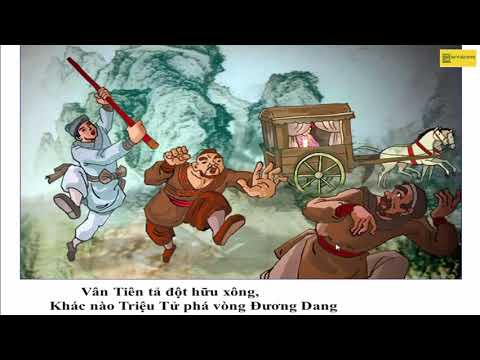 Vân Tiên tả đột hữu xông,
Khác nào Triệu Tử phá vòng Đương Dang